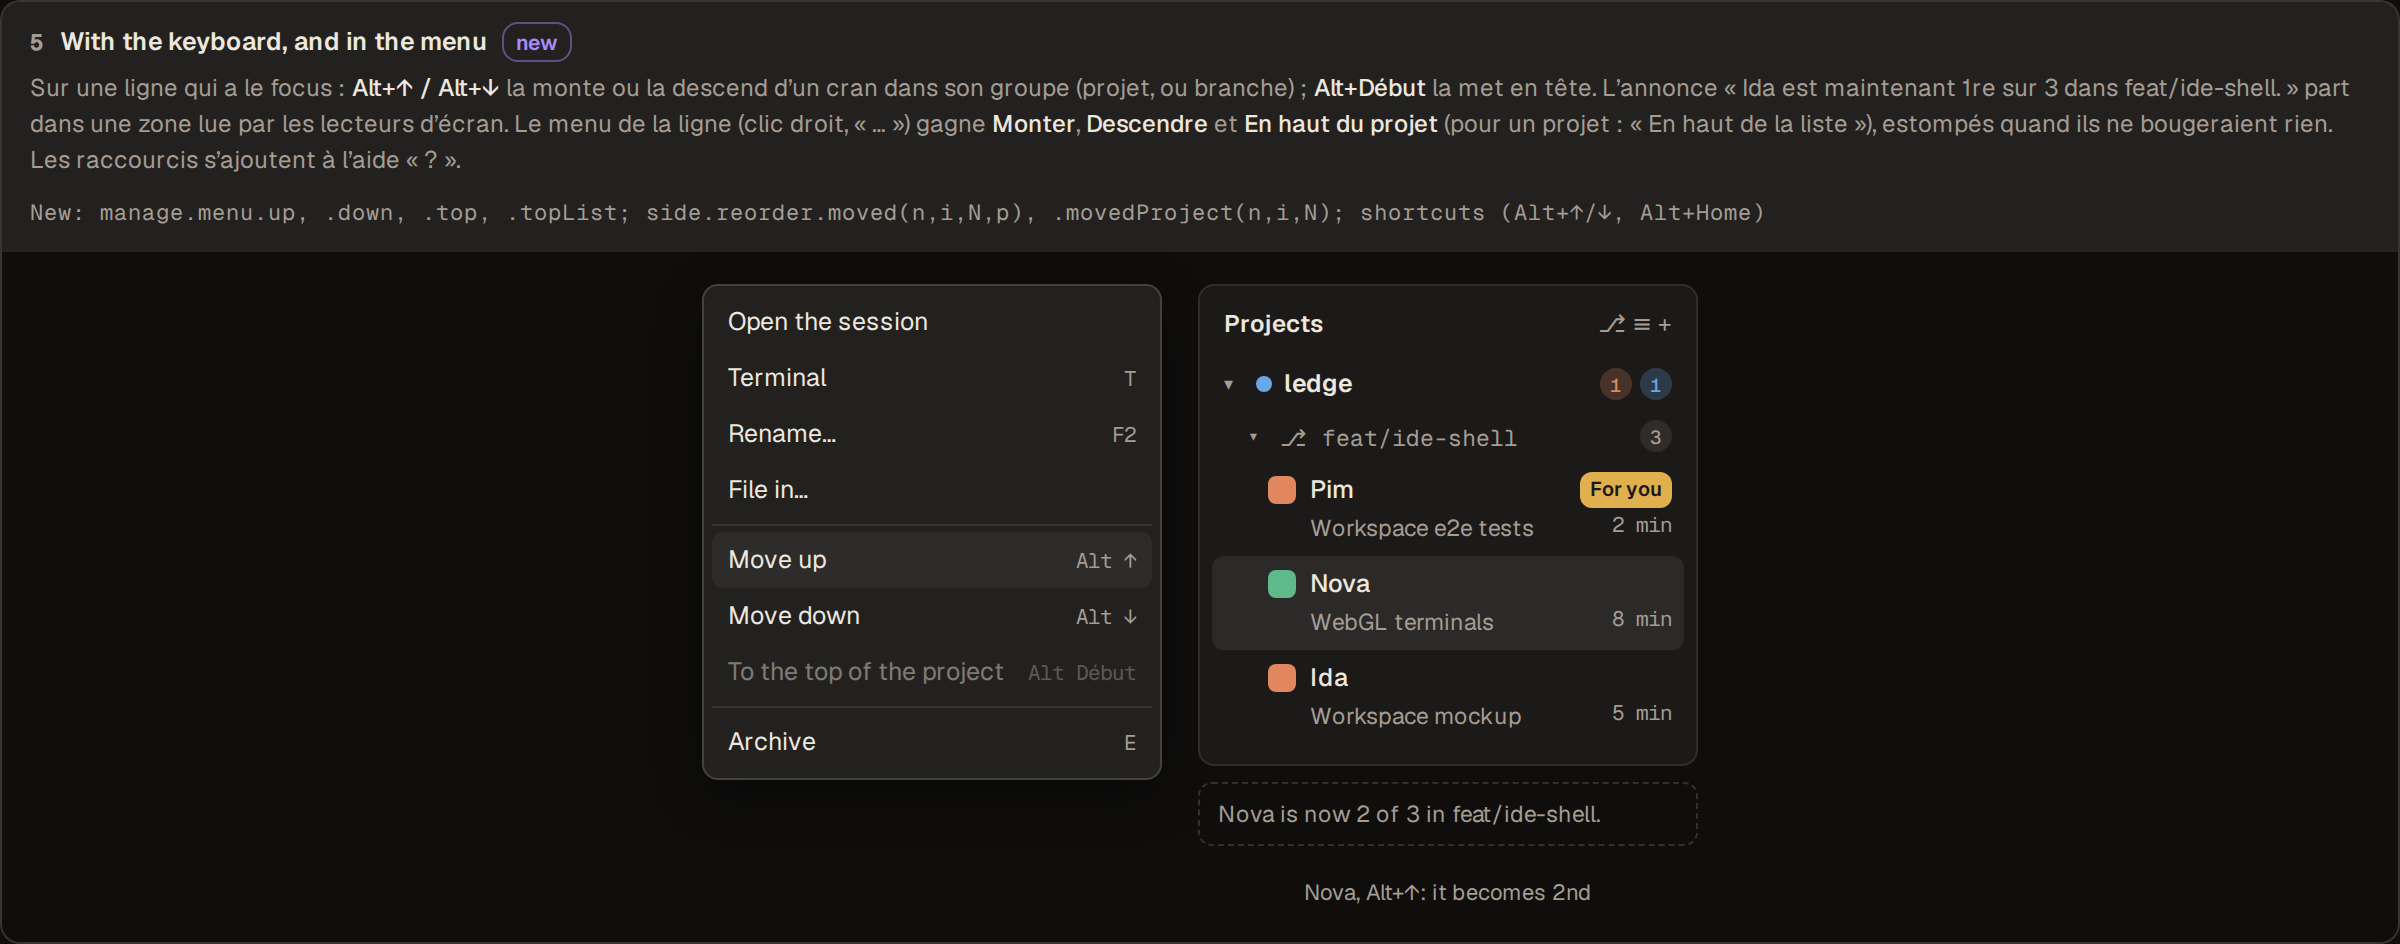 5 With the keyboard, and in the menu new
Sur une ligne qui a le focus : Alt+↑ / Alt+↓ la monte ou la descend d’un cran dans son groupe (projet, ou branche) ; Alt+Début la met en tête. L’annonce « Ida est maintenant 1re sur 3 dans feat/ide-shell. » part
dans une zone lue par les lecteurs d’écran. Le menu de la ligne (clic droit, « … ») gagne Monter, Descendre et En haut du projet (pour un projet : « En haut de la liste »), estompés quand ils ne bougeraient rien.
Les raccourcis s’ajoutent à l’aide « ? ».
New: manage.menu.up, .down, .top, .topList; side.reorder.moved(n,i,N,p), .movedProject(n,i,N); shortcuts (Alt+↑/↓, Alt+Home)
Open the session
Terminal T
Rename… F2
File in…
Move up Alt ↑
Move down Alt ↓
To the top of the project Alt Début
Archive E
Projects ⎇ ≡ +
▾ ledge 1 1
▾ ⎇ feat/ide-shell 3
Pim For you
Workspace e2e tests 2 min
Nova
WebGL terminals 8 min
Ida
Workspace mockup 5 min
Nova is now 2 of 3 in feat/ide-shell.
Nova, Alt+↑: it becomes 2nd